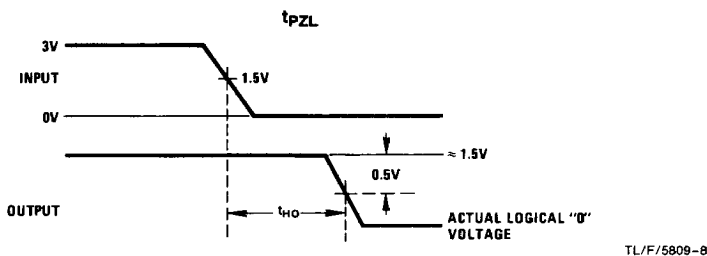 tPZL
3V
INPUT
1.5V
0V
≈ 1.5V
0.5V
OUTPUT
tHO
ACTUAL LOGICAL "0"
VOLTAGE
TL/F/5809-8